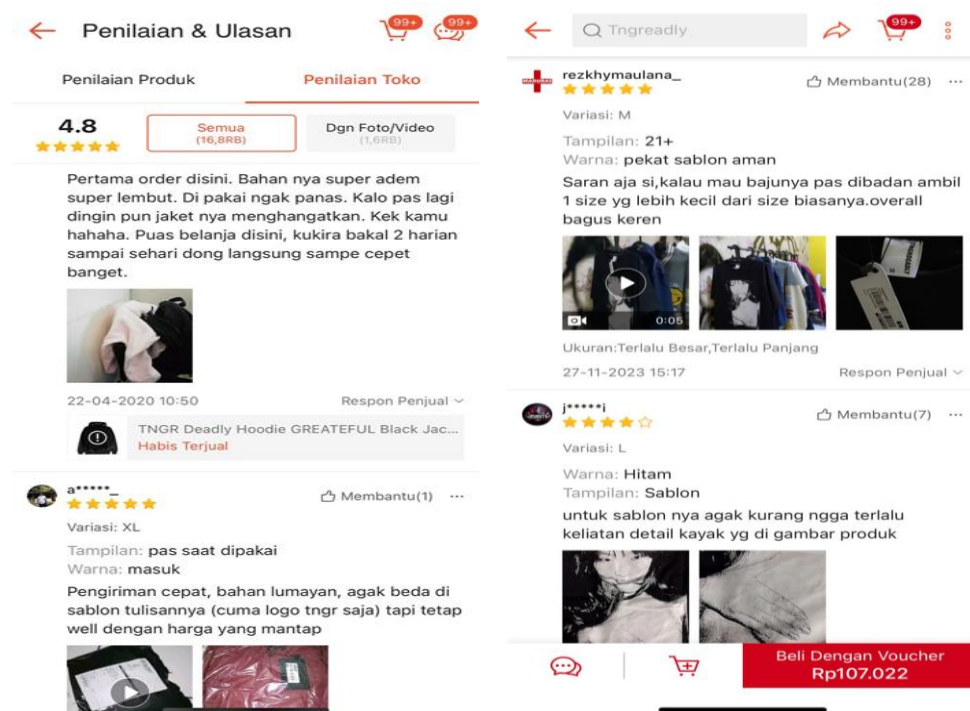 Penilaian & Ulasan
99+
99+
Penilaian Produk
Penilaian Toko
4.8
Semua
(16,8RB)
Dgn Foto/Video
(1,6RB)
Pertama order disini. Bahan nya super adem
super lembut. Di pakai ngak panas. Kalo pas lagi
dingin pun jaket nya menghangatkan. Kek kamu
hahaha. Puas belanja disini, kukira bakal 2 harian
sampai sehari dong langsung sampe cepet
banget.
22-04-2020 10:50
Respon Penjual
TNGR Deadly Hoodie GREATEFUL Black Jac...
Habis Terjual
a*****_
Membantu(1)
Variasi: XL
Tampilan: pas saat dipakai
Warna: masuk
Pengiriman cepat, bahan lumayan, agak beda di
sablon tulisannya (cuma logo tngr saja) tapi tetap
well dengan harga yang mantap
Tngreadly
99+
rezkhymaulana_
Membantu(28)
Variasi: M
Tampilan: 21+
Warna: pekat sablon aman
Saran aja si,kalau mau bajunya pas dibadan ambil
1 size yg lebih kecil dari size biasanya.overall
bagus keren
0:05
Ukuran:Terlalu Besar,Terlalu Panjang
27-11-2023 15:17
Respon Penjual
j*****i
Membantu(7)
Variasi: L
Warna: Hitam
Tampilan: Sablon
untuk sablon nya agak kurang ngga terlalu
keliatan detail kayak yg di gambar produk
Beli Dengan Voucher
Rp107.022